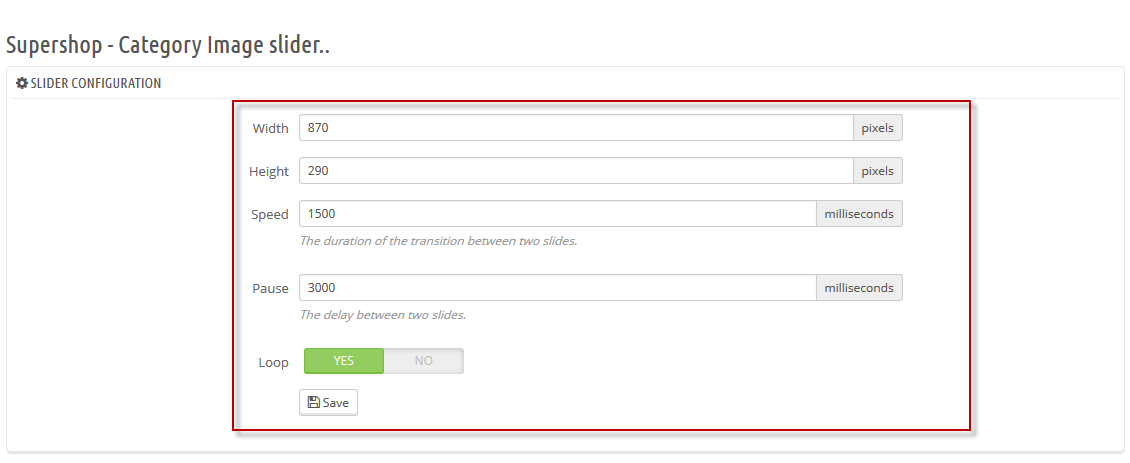 Supershop - Category Image slider..
SLIDER CONFIGURATION
Width 870 pixels
Height 290 pixels
Speed 1500 milliseconds
The duration of the transition between two slides.
Pause 3000 milliseconds
The delay between two slides.
Loop YES NO
Save